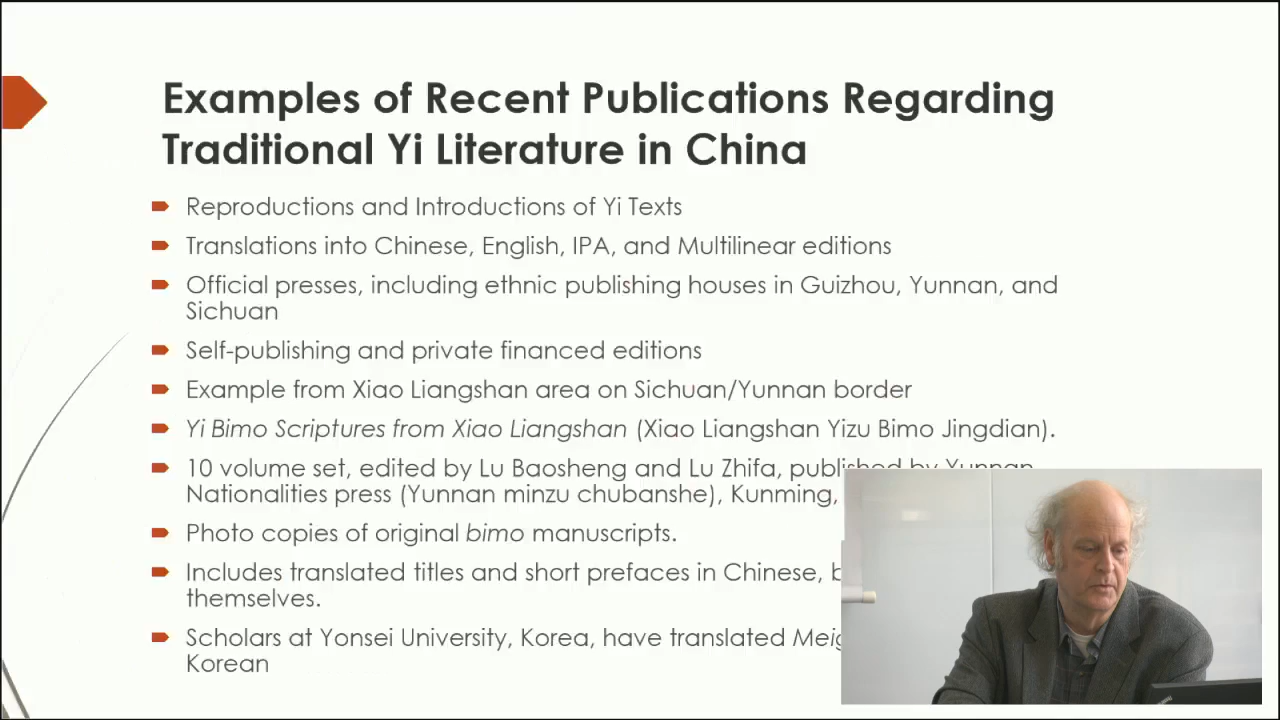 Examples of Recent Publications Regarding
Traditional Yi Literature in China
Reproductions and Introductions of Yi Texts
Translations into Chinese, English, IPA, and Multilinear editions
Official presses, including ethnic publishing houses in Guizhou, Yunnan, and
Sichuan
Self-publishing and private financed editions
Example from Xiao Liangshan area on Sichuan/Yunnan border
Yi Bimo Scriptures from Xiao Liangshan (Xiao Liangshan Yizu Bimo Jingdian).
10 volume set, edited by Lu Baosheng and Lu Zhifa, published by Yunnan
Nationalities press (Yunnan minzu chubanshe), Kunming,
Photo copies of original bimo manuscripts.
Includes translated titles and short prefaces in Chinese,
themselves.
Scholars at Yonsei University, Korea, have translated
Korean